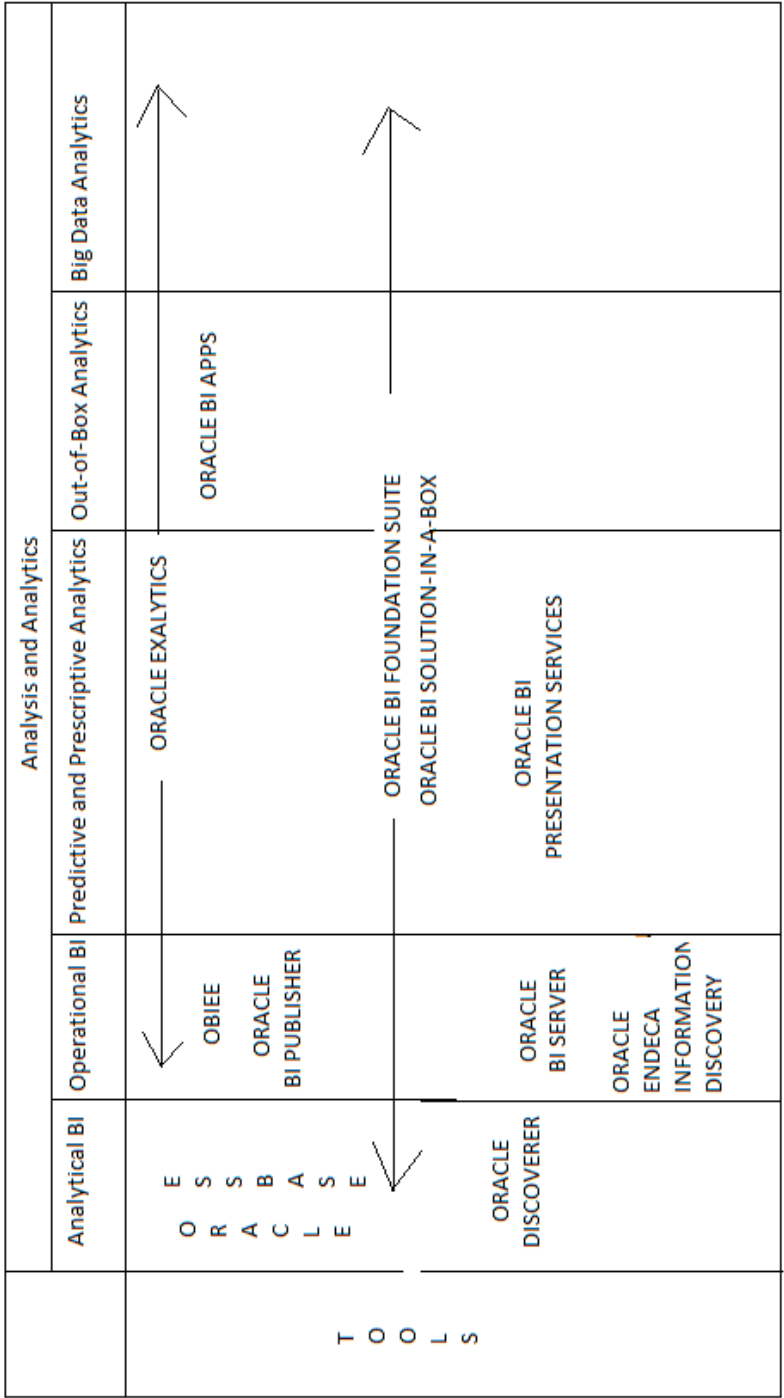 Analysis and Analytics
Analytical BI
Operational BI
Predictive and Prescriptive Analytics
Out-of-Box Analytics
Big Data Analytics
TOOLS
ORACLE
ESSBASE
ORACLE
DISCOVERER
OBIEE
ORACLE
BI PUBLISHER
ORACLE
BI SERVER
ORACLE
ENDECA
INFORMATION
DISCOVERY
ORACLE EXALYTICS
ORACLE BI FOUNDATION SUITE
ORACLE BI SOLUTION-IN-A-BOX
ORACLE BI
PRESENTATION SERVICES
ORACLE BI APPS